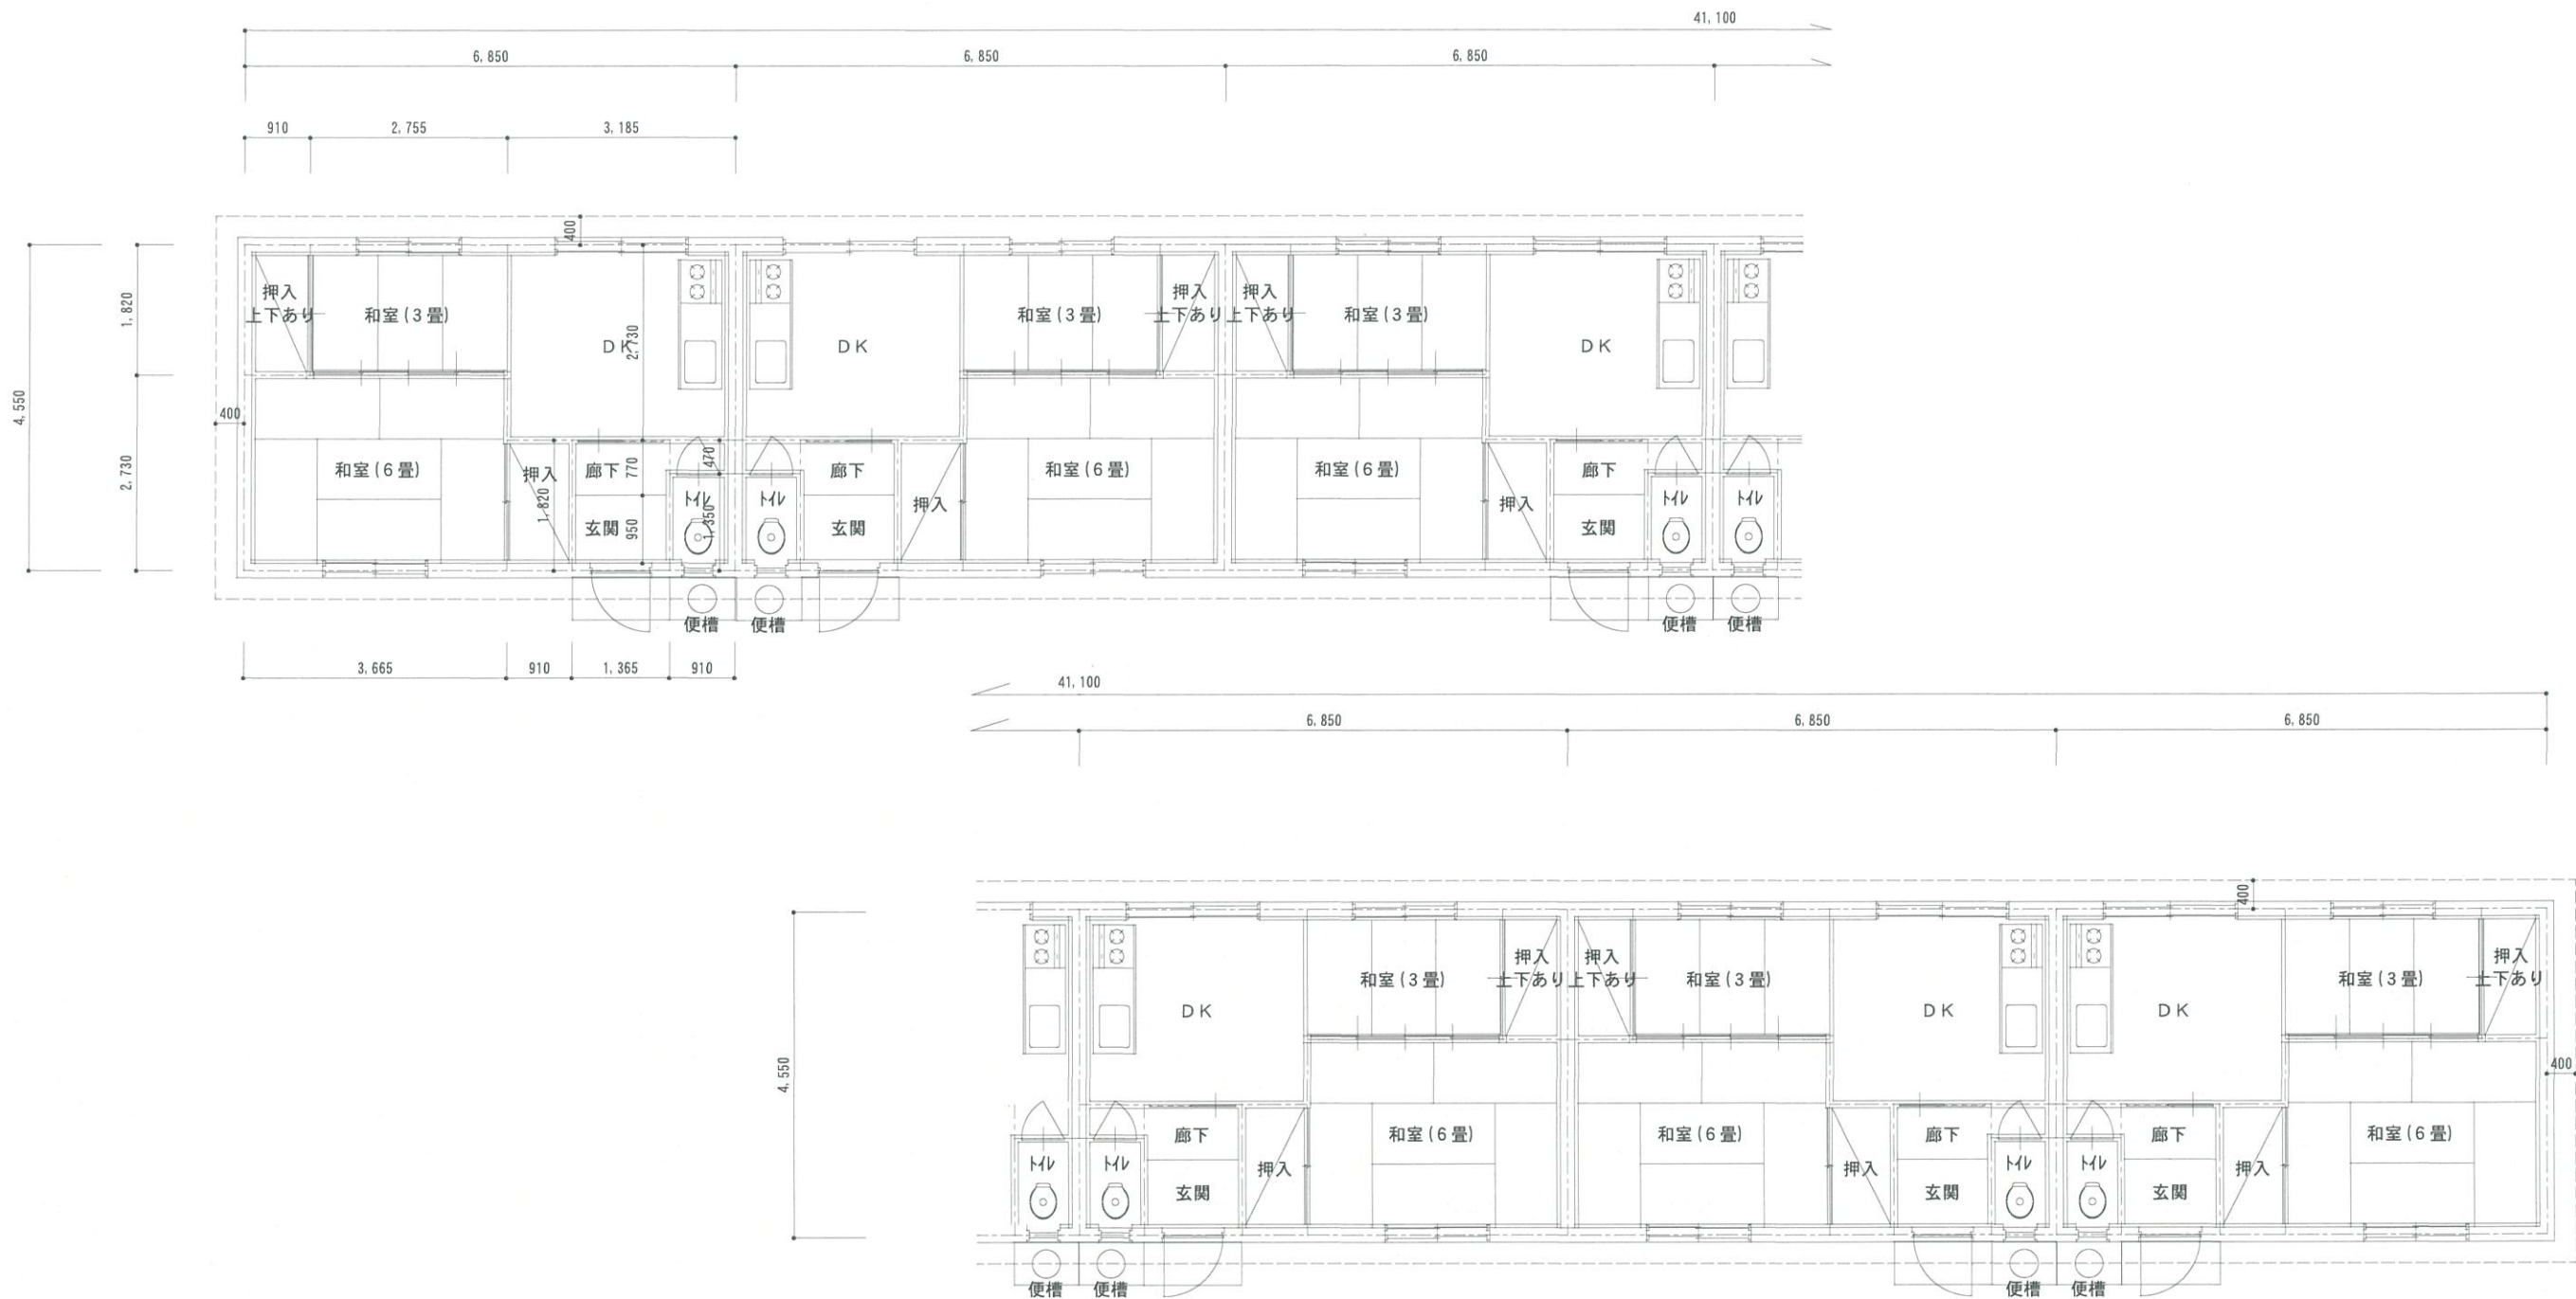 41,100
6,850 6,850 6,850
910 2,755 3,185
400
押入 押入 押入
上下あり 和室(3畳) 和室(3畳) 上下あり 上下あり 和室(3畳)
1,820
2,730
DK DK DK
4,550
400
2,730
和室(6畳) 押入 廊下 770 470 廊下 和室(6畳) 和室(6畳) 廊下
1,820 950 トイレ 1,350 トイレ 押入 押入 トイレ トイレ
玄関 玄関 玄関
便槽 便槽 便槽 便槽
3,665 910 1,365 910
41,100
6,850 6,850 6,850
400
押入 押入 押入
和室(3畳) 上下あり 上下あり 和室(3畳) 和室(3畳) 上下あり
DK DK DK
4,550
400
廊下 和室(6畳) 和室(6畳) 廊下 廊下 和室(6畳)
トイレ トイレ 押入 押入 トイレ トイレ 押入
玄関 玄関 玄関
便槽 便槽 便槽 便槽